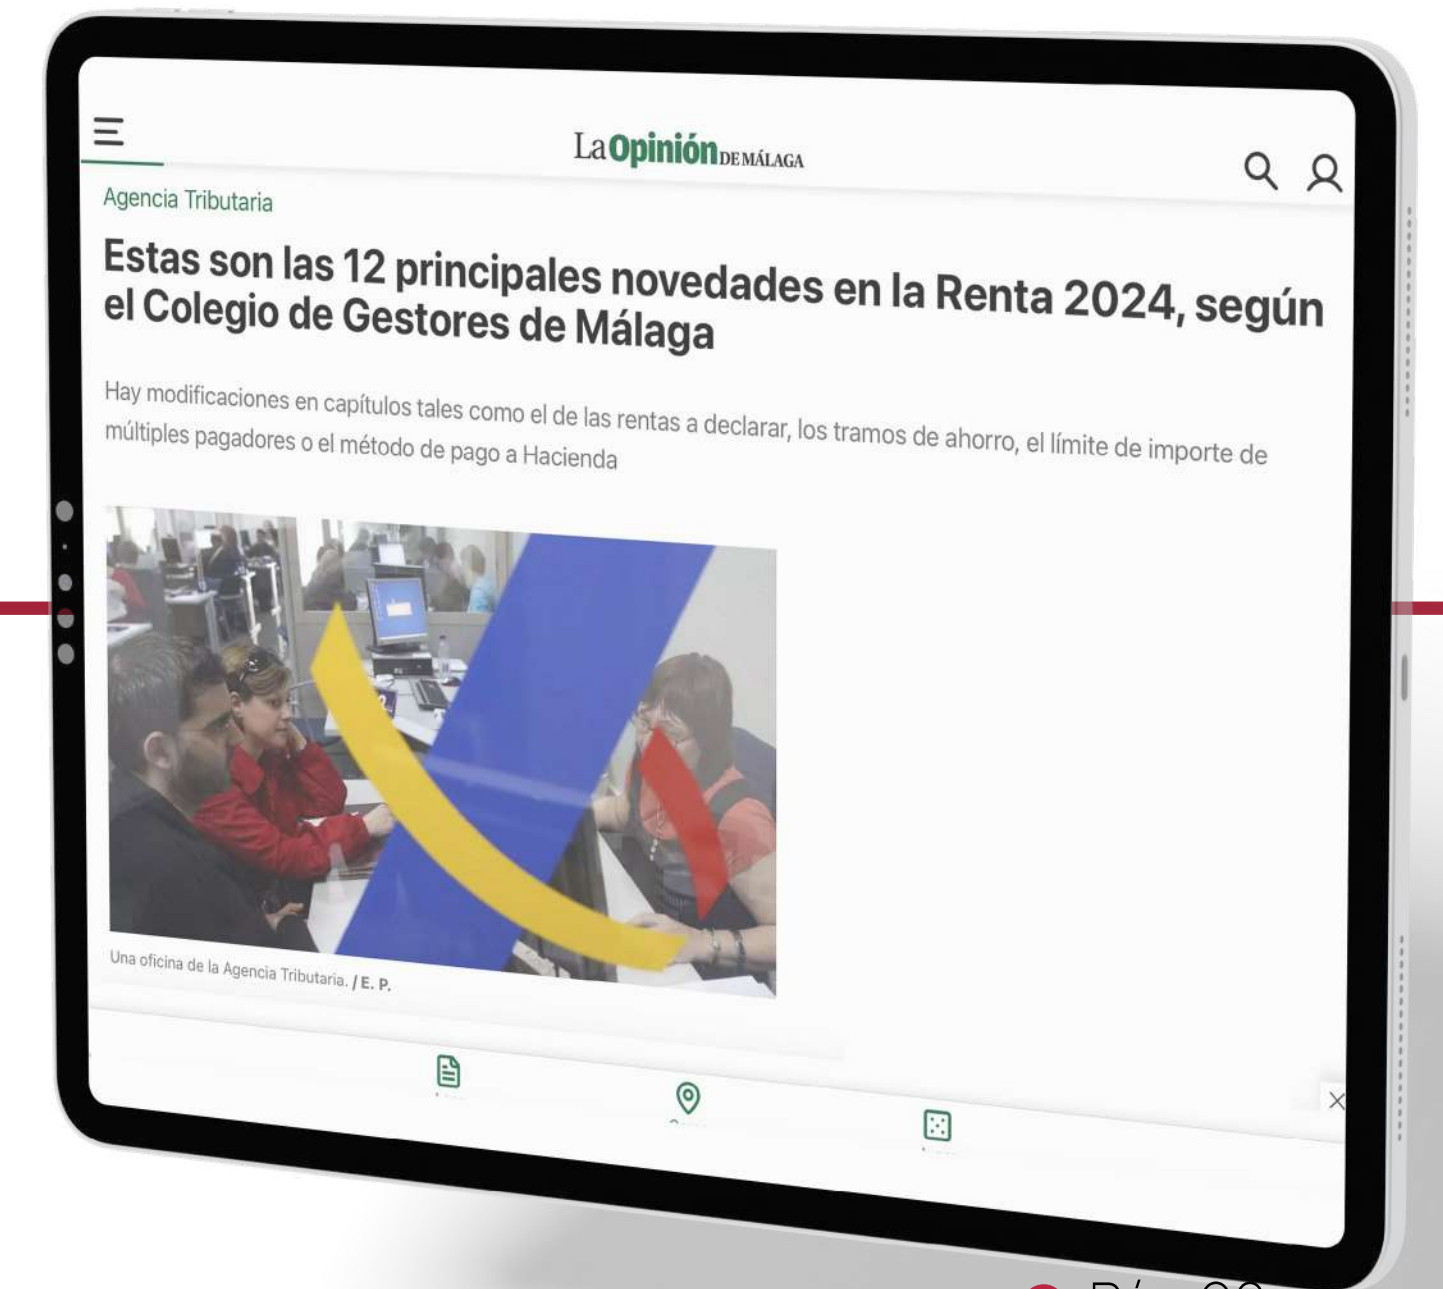 La Opinión DE MÁLAGA
Agencia Tributaria
Estas son las 12 principales novedades en la Renta 2024, según
el Colegio de Gestores de Málaga
Hay modificaciones en capítulos tales como el de las rentas a declarar, los tramos de ahorro, el límite de importe de
múltiples pagadores o el método de pago a Hacienda
Una oficina de la Agencia Tributaria. / E. P.